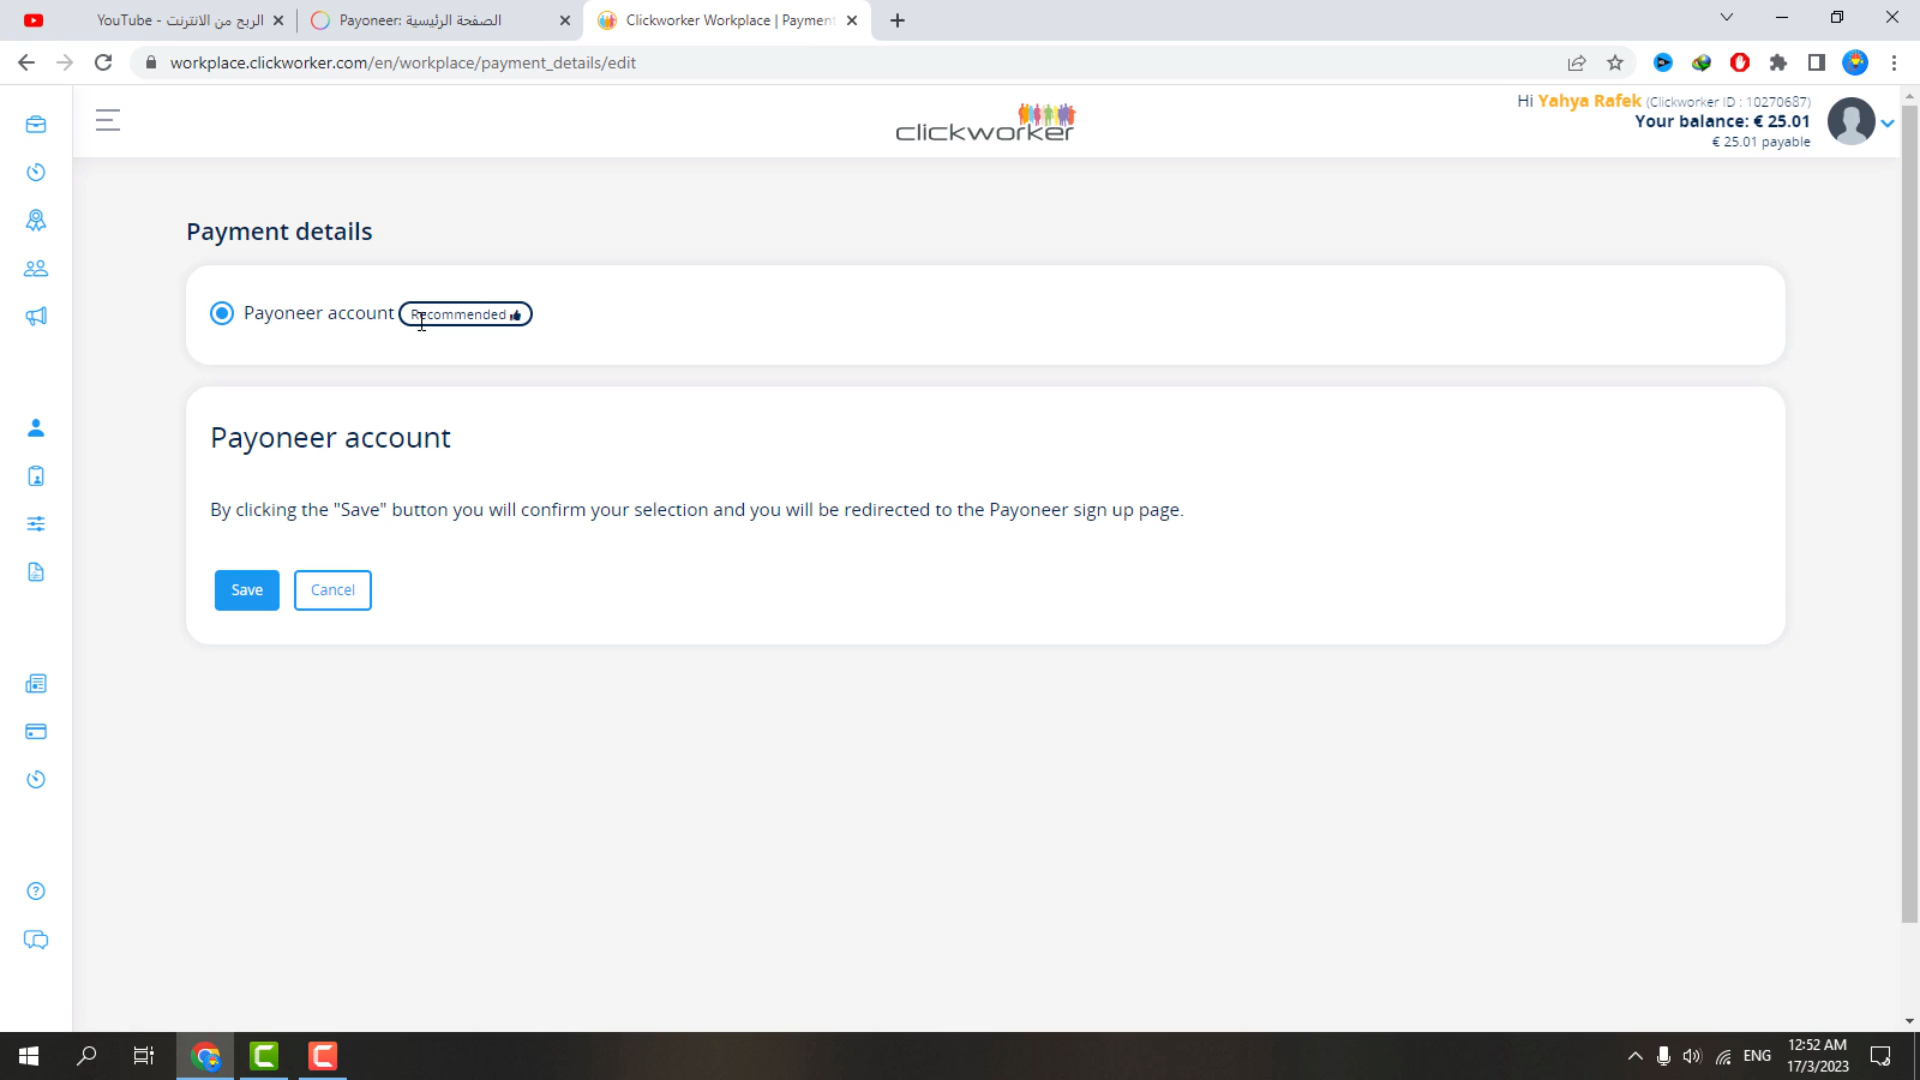 YouTube - الربح من الانترنت
Payoneer: الصفحة الرئيسية
Clickworker Workplace | Payment
workplace.clickworker.com/en/workplace/payment_details/edit
clickworker
Hi Yahya Rafek (Clickworker ID : 10270687)
Your balance: € 25.01
€ 25.01 payable
Payment details
Payoneer account Recommended
Payoneer account
By clicking the "Save" button you will confirm your selection and you will be redirected to the Payoneer sign up page.
Save Cancel
ENG
12:52 AM
17/3/2023